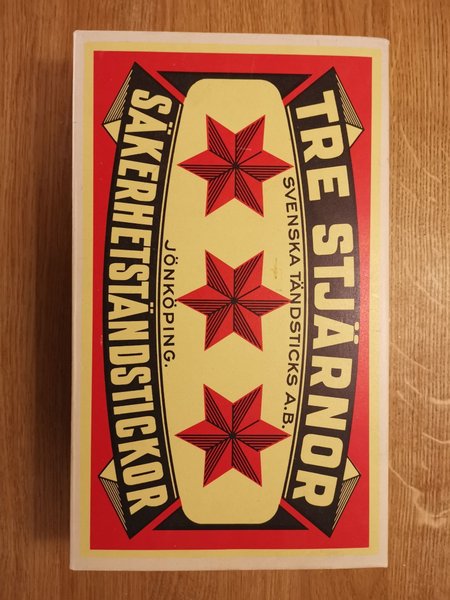 TRE STJÄRNOR
SVENSKA TÄNDSTICKS A.B.
JÖNKÖPING.
SÄKERHETSTÄNDSTICKOR